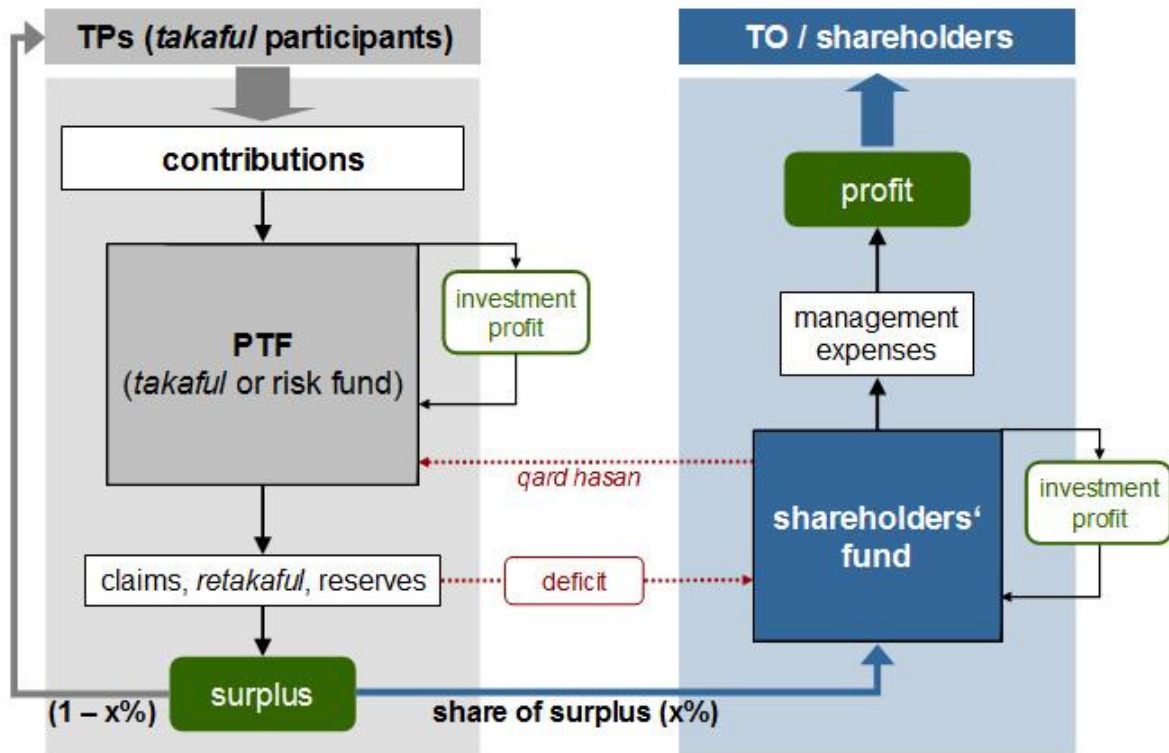 TPs (takaful participants)
TO / shareholders
contributions
profit
investment
profit
PTF
(takaful or risk fund)
management
expenses
qard hasan
shareholders‘
fund
investment
profit
claims, retakaful, reserves
deficit
surplus
(1 – x%)
share of surplus (x%)